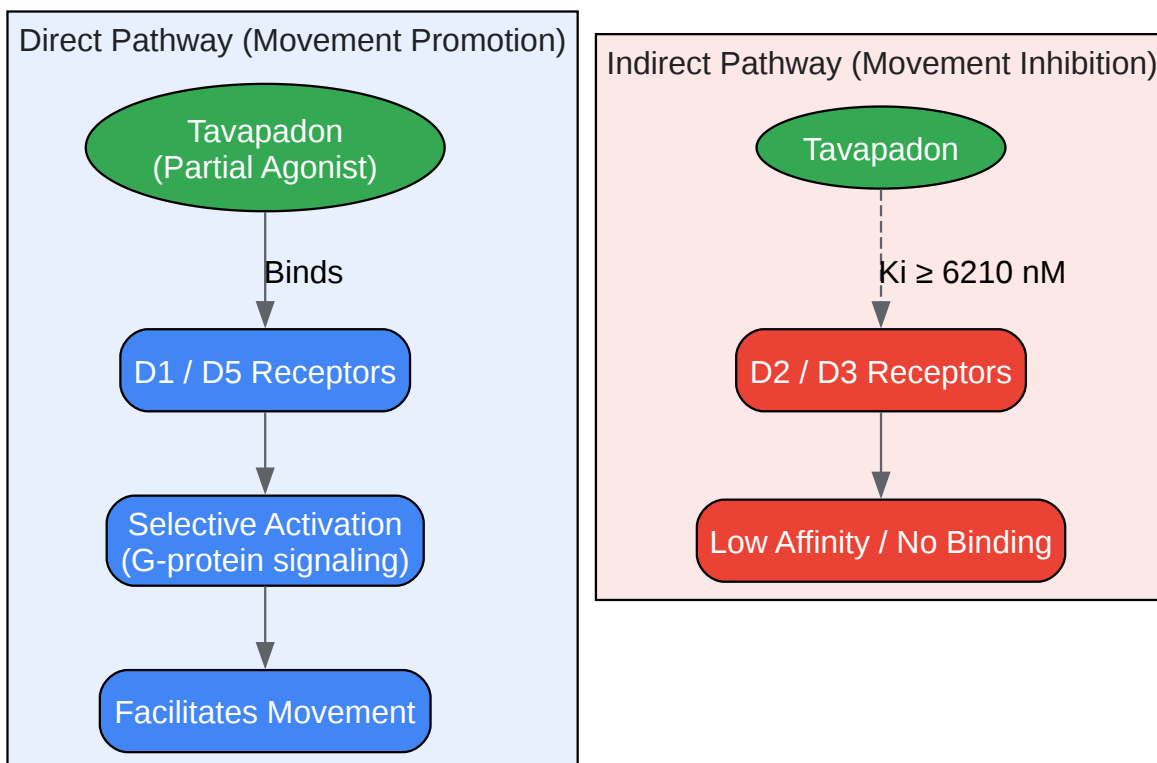 Direct Pathway (Movement Promotion)
Tavapadon
(Partial Agonist)
Binds
D1 / D5 Receptors
Selective Activation
(G-protein signaling)
Facilitates Movement
Indirect Pathway (Movement Inhibition)
Tavapadon
Ki ≥ 6210 nM
D2 / D3 Receptors
Low Affinity / No Binding